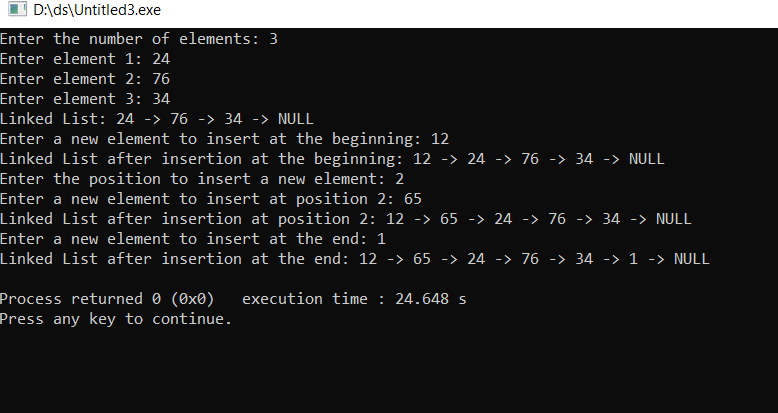 D:\ds\Untitled3.exe
Enter the number of elements: 3
Enter element 1: 24
Enter element 2: 76
Enter element 3: 34
Linked List: 24 -> 76 -> 34 -> NULL
Enter a new element to insert at the beginning: 12
Linked List after insertion at the beginning: 12 -> 24 -> 76 -> 34 -> NULL
Enter the position to insert a new element: 2
Enter a new element to insert at position 2: 65
Linked List after insertion at position 2: 12 -> 65 -> 24 -> 76 -> 34 -> NULL
Enter a new element to insert at the end: 1
Linked List after insertion at the end: 12 -> 65 -> 24 -> 76 -> 34 -> 1 -> NULL
Process returned 0 (0x0)   execution time : 24.648 s
Press any key to continue.